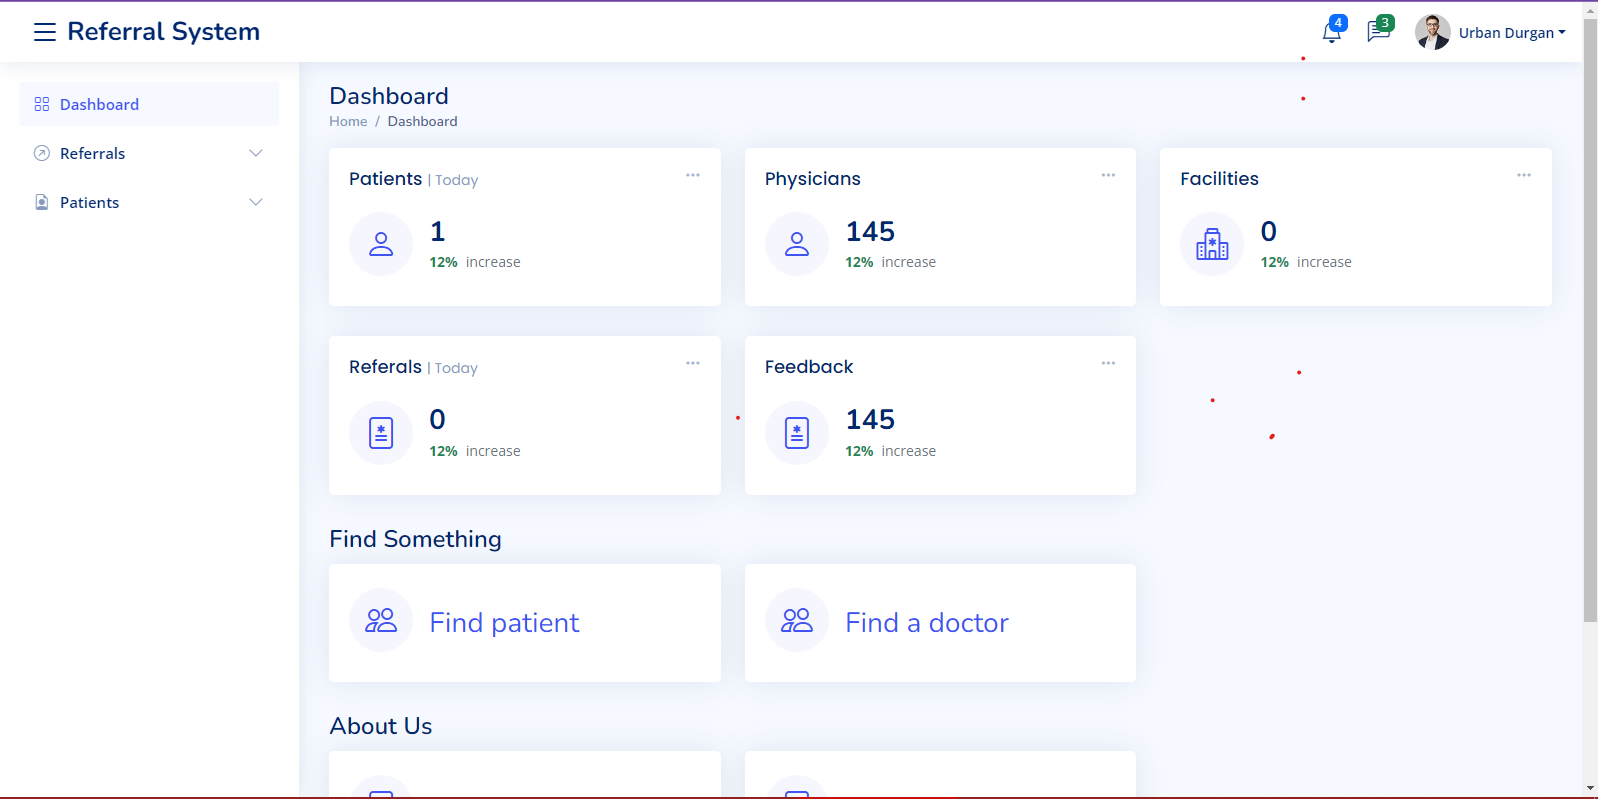 Referral System
4
3
Urban Durgan
Dashboard
Referrals
Patients
Dashboard
Home / Dashboard
Patients | Today
1
12% increase
Physicians
145
12% increase
Facilities
0
12% increase
Referals | Today
0
12% increase
Feedback
145
12% increase
Find Something
Find patient
Find a doctor
About Us